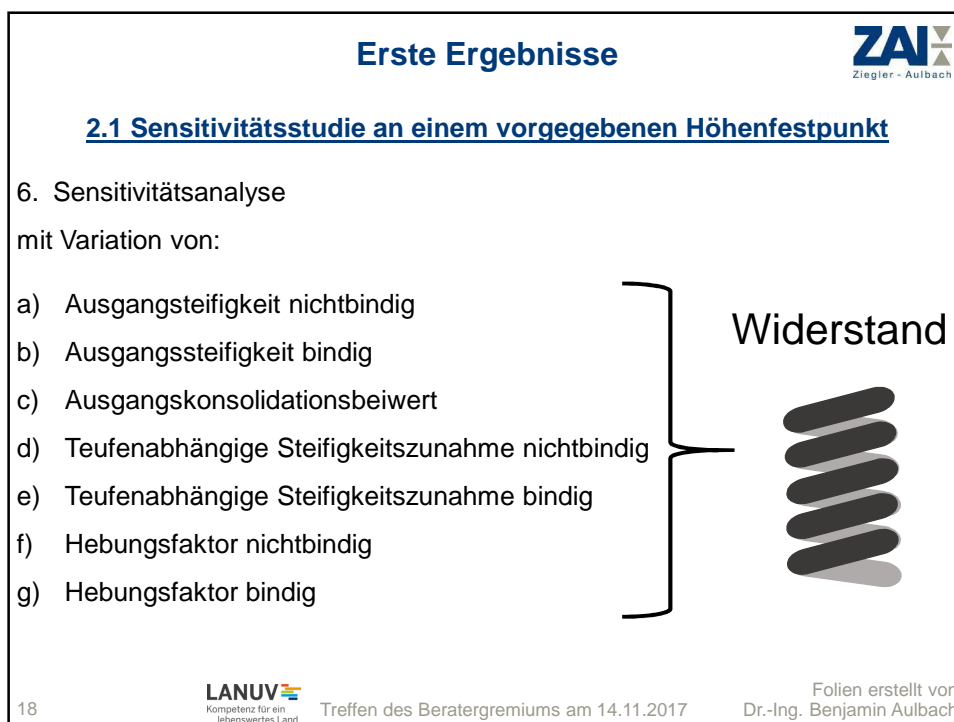 Erste Ergebnisse
ZAI
Ziegler - Aulbach
2.1 Sensitivitätsstudie an einem vorgegebenen Höhenfestpunkt
6. Sensitivitätsanalyse
mit Variation von:
a) Ausgangsteifigkeit nichtbindig
b) Ausgangssteifigkeit bindig
c) Ausgangskonsolidationsbeiwert
d) Teufenabhängige Steifigkeitszunahme nichtbindig
e) Teufenabhängige Steifigkeitszunahme bindig
f) Hebungsfaktor nichtbindig
g) Hebungsfaktor bindig
Widerstand
18
LANUV
Kompetenz für ein
lebenswertes Land
Treffen des Beratergremiums am 14.11.2017
Folien erstellt von
Dr.-Ing. Benjamin Aulbach